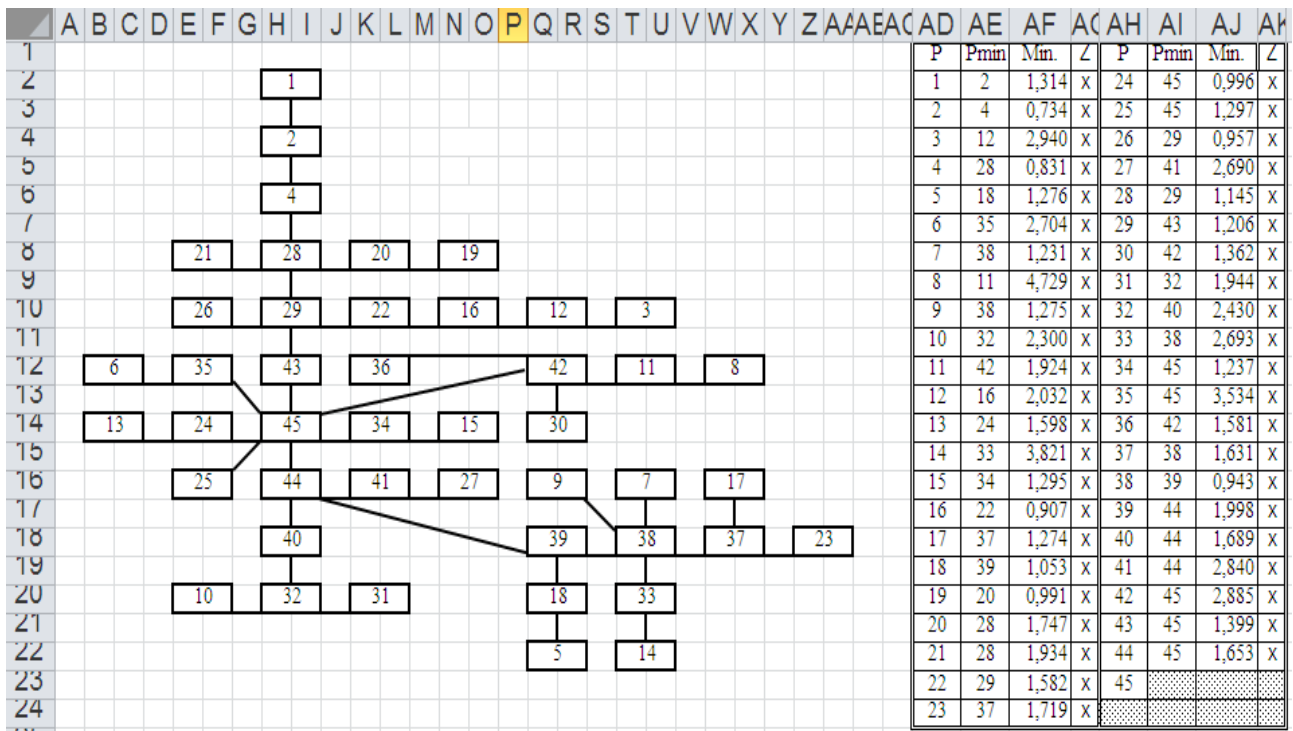 A B C D E F G H I J K L M N O P Q R S T U V W X Y Z AA AB AC AD AE AF AG AH AI AJ AK
1 P Pmin Min. Z P Pmin Min. Z
2 1 1 2 1,314 x 24 45 0,996 x
3 2 4 0,734 x 25 45 1,297 x
4 2 3 12 2,940 x 26 29 0,957 x
5 4 28 0,831 x 27 41 2,690 x
6 4 5 18 1,276 x 28 29 1,145 x
7 6 35 2,704 x 29 43 1,206 x
8 21 28 20 19 7 38 1,231 x 30 42 1,362 x
9 8 11 4,729 x 31 32 1,944 x
10 26 29 22 16 12 3 9 38 1,275 x 32 40 2,430 x
11 10 32 2,300 x 33 38 2,693 x
12 6 35 43 36 42 11 8 11 42 1,924 x 34 45 1,237 x
13 12 16 2,032 x 35 45 3,534 x
14 13 24 45 34 15 30 13 24 1,598 x 36 42 1,581 x
15 14 33 3,821 x 37 38 1,631 x
16 25 44 41 27 9 7 17 15 34 1,295 x 38 39 0,943 x
17 16 22 0,907 x 39 44 1,998 x
18 40 39 38 37 23 17 37 1,274 x 40 44 1,689 x
19 18 39 1,053 x 41 44 2,840 x
20 10 32 31 18 33 19 20 0,991 x 42 45 2,885 x
21 20 28 1,747 x 43 45 1,399 x
22 5 14 21 28 1,934 x 44 45 1,653 x
23 22 29 1,582 x 45
24 23 37 1,719 x